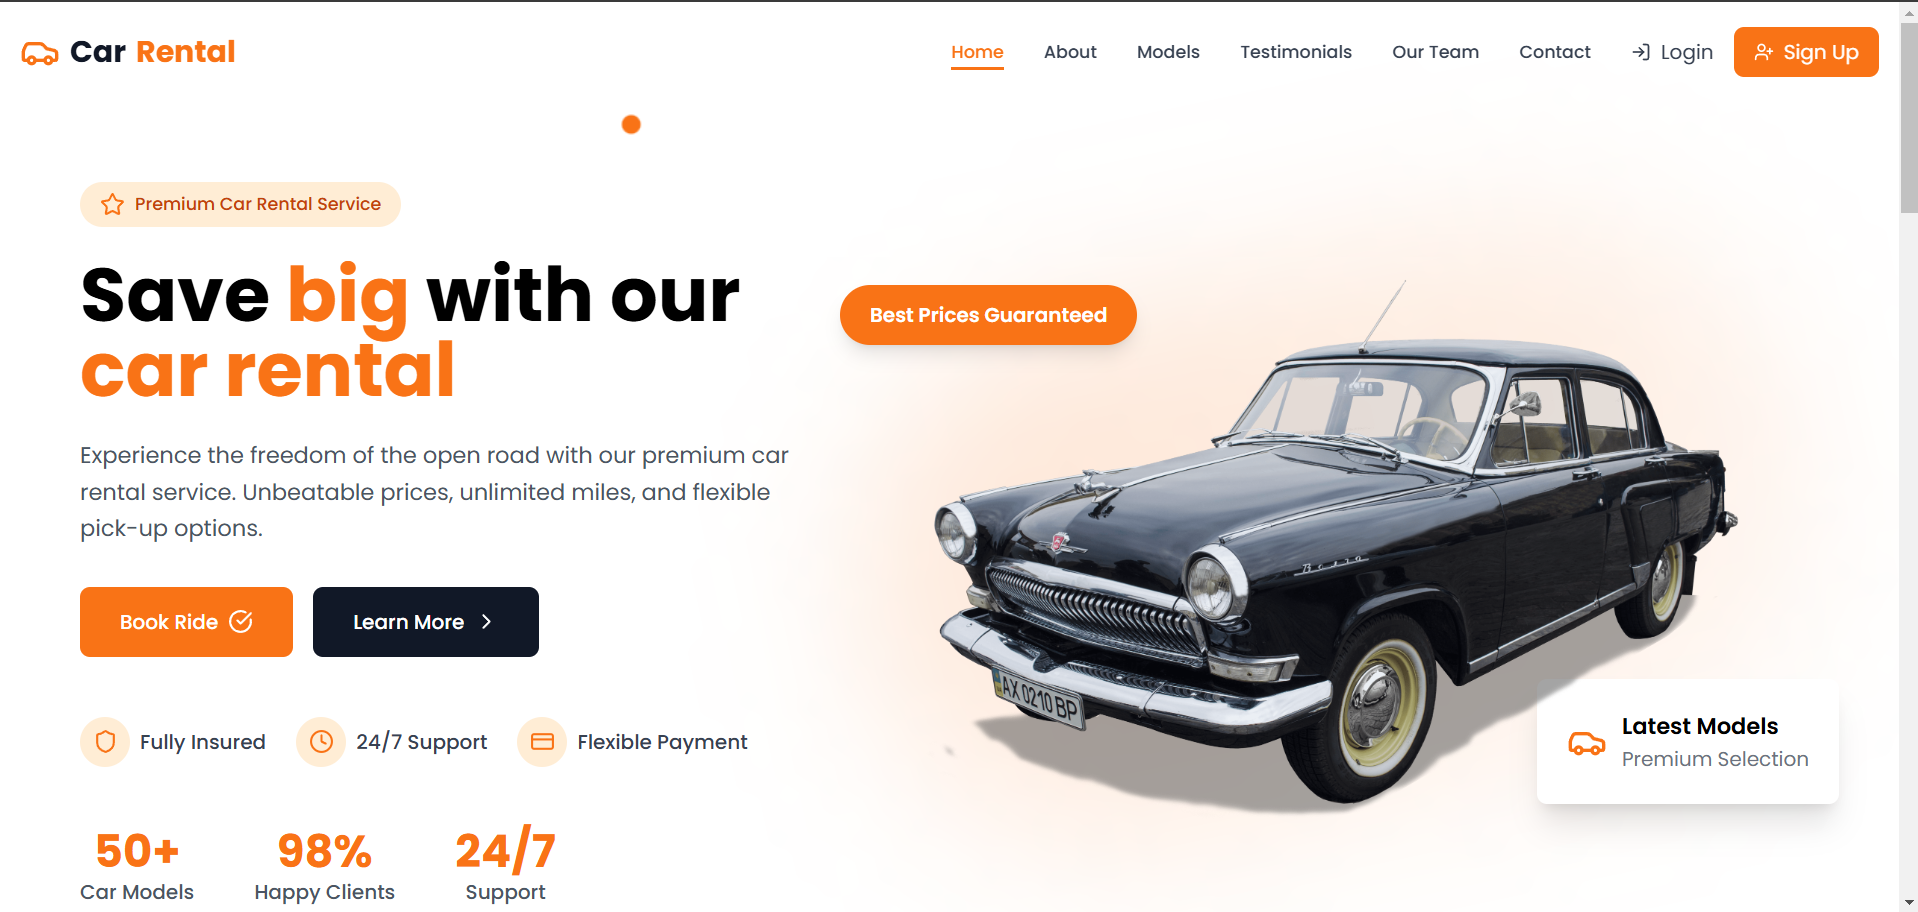 Car Rental
Home
About
Models
Testimonials
Our Team
Contact
Login
Sign Up
Premium Car Rental Service
Save big with our
car rental
Experience the freedom of the open road with our premium car
rental service. Unbeatable prices, unlimited miles, and flexible
pick-up options.
Book Ride
Learn More
Fully Insured
24/7 Support
Flexible Payment
50+
Car Models
98%
Happy Clients
24/7
Support
Best Prices Guaranteed
Волга
AX 0210 BP
Latest Models
Premium Selection